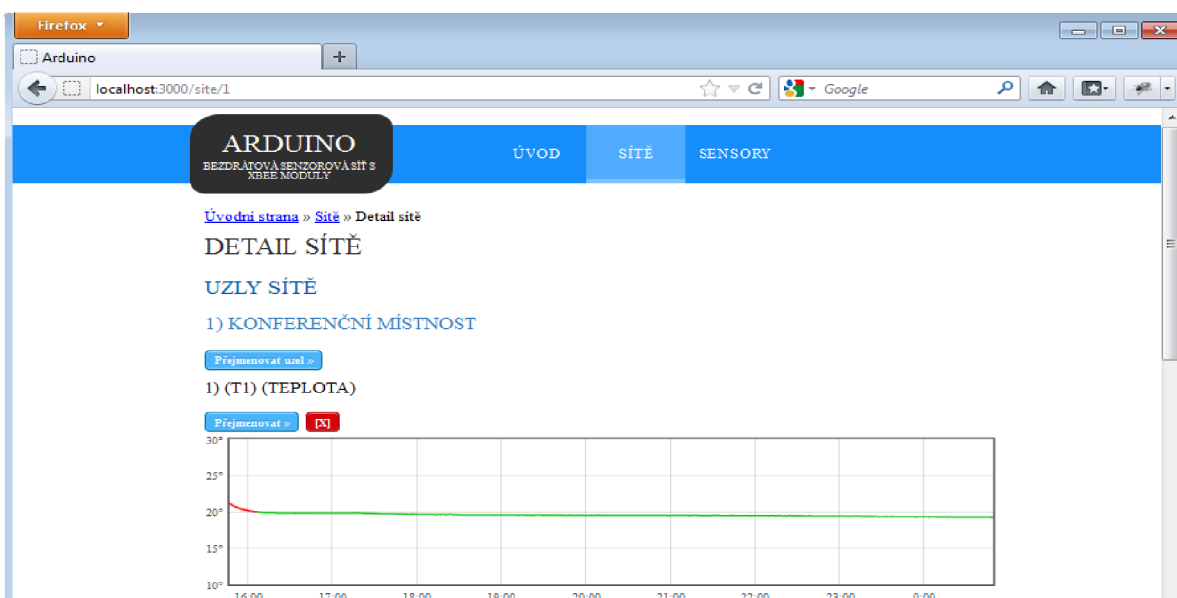 Firefox
Arduino
localhost:3000/site/1
Google
ARDUINO
BEZDRÁTOVÁ SENZOROVÁ SÍŤ S
XBEE MODULY
ÚVOD SÍTĚ SENSORY
Úvodní strana » Sítě » Detail sítě
DETAIL SÍTĚ
UZLY SÍTĚ
1) KONFERENČNÍ MÍSTNOST
Přejmenovat uzel »
1) (T1) (TEPLOTA)
Přejmenovat » [X]
30°
25°
20°
15°
10°
16:00 17:00 18:00 19:00 20:00 21:00 22:00 23:00 0:00